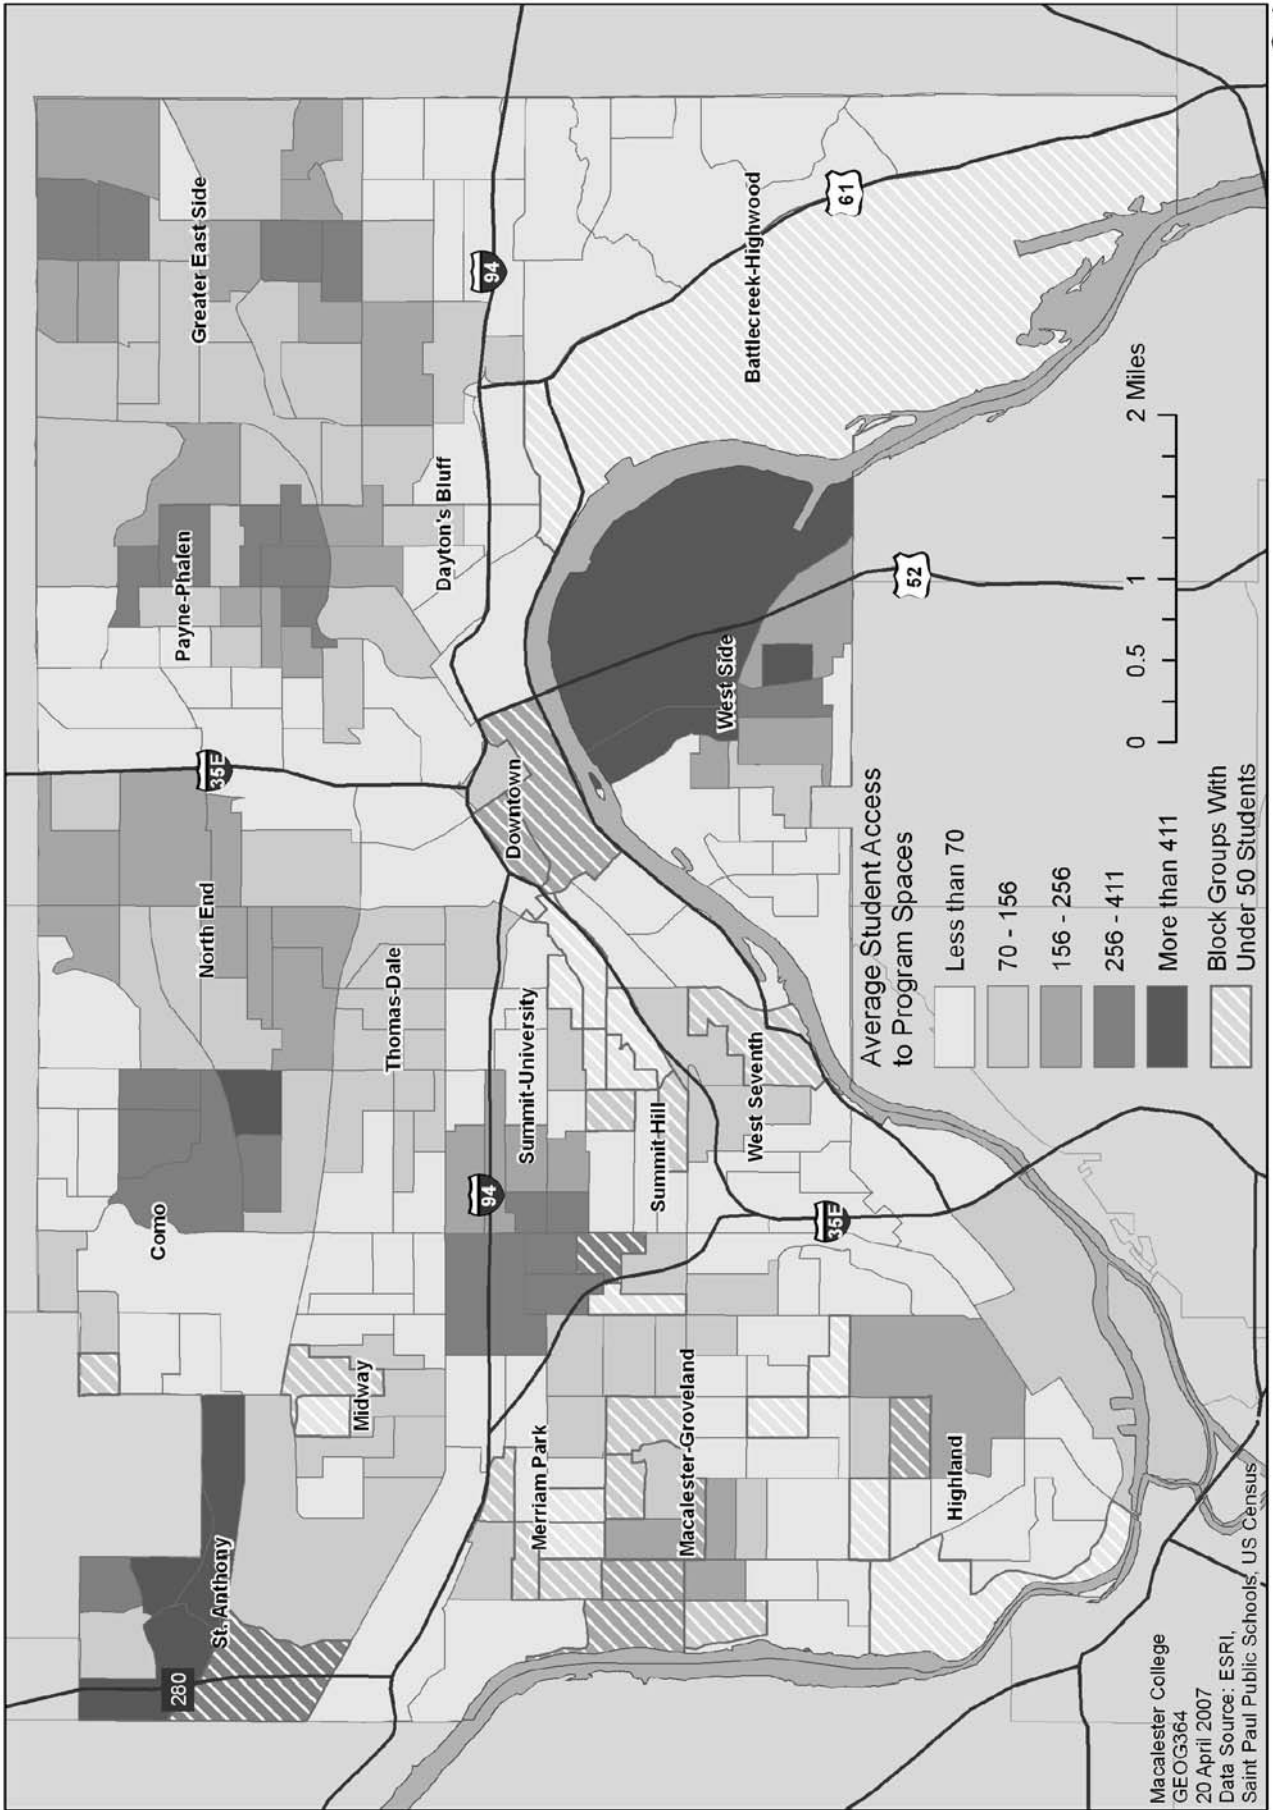 St. Anthony
280
Como
North End
35E
Payne-Phalen
Greater East Side
Midway
Thomas-Dale
Dayton's Bluff
94
94
Merriam Park
Summit-University
Downtown
Macalester-Groveland
Summit Hill
West Seventh
West Side
Battlecreek-Highwood
61
35E
52
Highland
Average Student Access
to Program Spaces
Less than 70
70 - 156
156 - 256
256 - 411
More than 411
Block Groups With
Under 50 Students
0 0.5 1 2 Miles
Macalester College
GEOG364
20 April 2007
Data Source: ESRI,
Saint Paul Public Schools, US Census